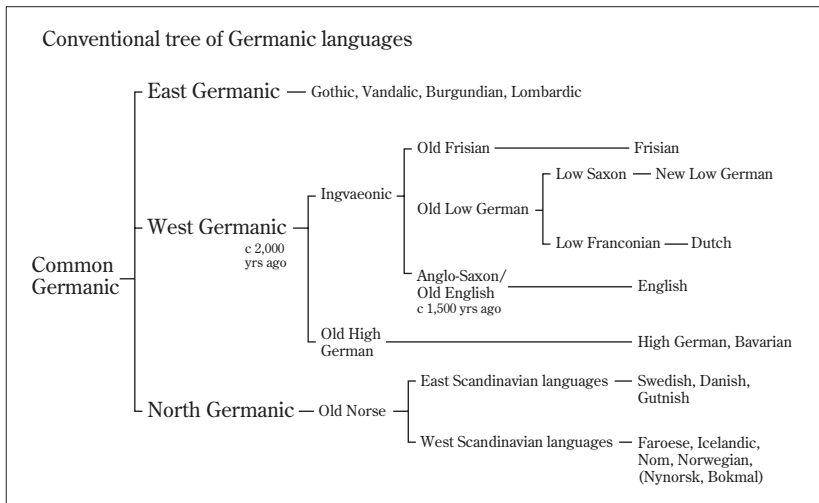 Conventional tree of Germanic languages
East Germanic
Gothic, Vandalic, Burgundian, Lombardic
Old Frisian
Frisian
Low Saxon
New Low German
Ingvaeonic
Old Low German
West Germanic
c 2,000
yrs ago
Low Franconian
Dutch
Common
Germanic
Anglo-Saxon/
Old English
c 1,500 yrs ago
English
Old High
German
High German, Bavarian
East Scandinavian languages
Swedish, Danish,
Gutnish
North Germanic
Old Norse
West Scandinavian languages
Faroese, Icelandic,
Nom, Norwegian,
(Nynorsk, Bokmal)